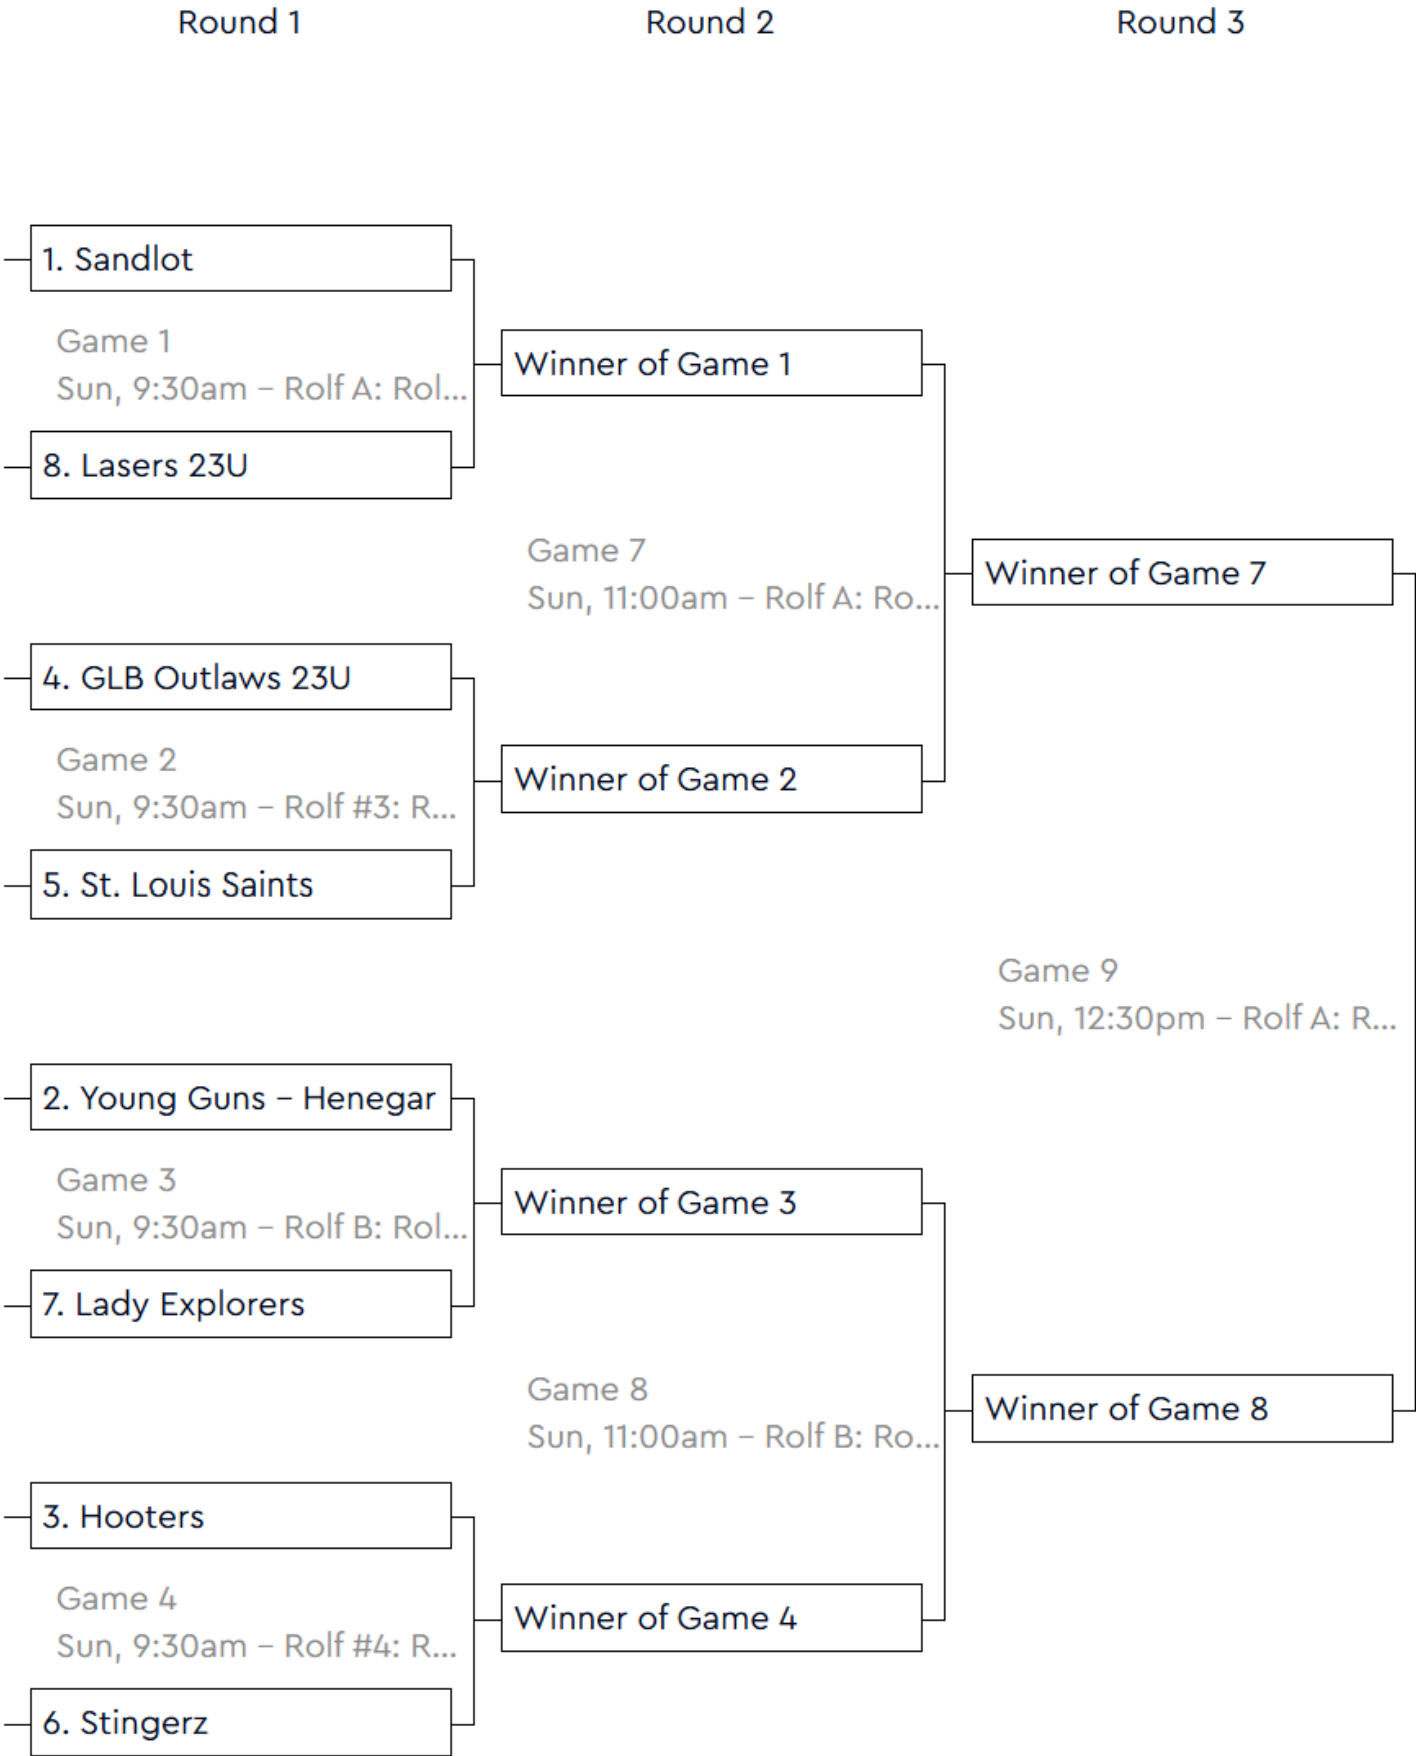 Round 1
Round 2
Round 3
1. Sandlot
Game 1
Sun, 9:30am – Rolf A: Rol...
8. Lasers 23U
Winner of Game 1
Game 7
Sun, 11:00am – Rolf A: Ro...
Winner of Game 7
4. GLB Outlaws 23U
Game 2
Sun, 9:30am – Rolf #3: R...
5. St. Louis Saints
Winner of Game 2
Game 9
Sun, 12:30pm – Rolf A: R...
2. Young Guns – Henegar
Game 3
Sun, 9:30am – Rolf B: Rol...
7. Lady Explorers
Winner of Game 3
Game 8
Sun, 11:00am – Rolf B: Ro...
Winner of Game 8
3. Hooters
Game 4
Sun, 9:30am – Rolf #4: R...
6. Stingerz
Winner of Game 4